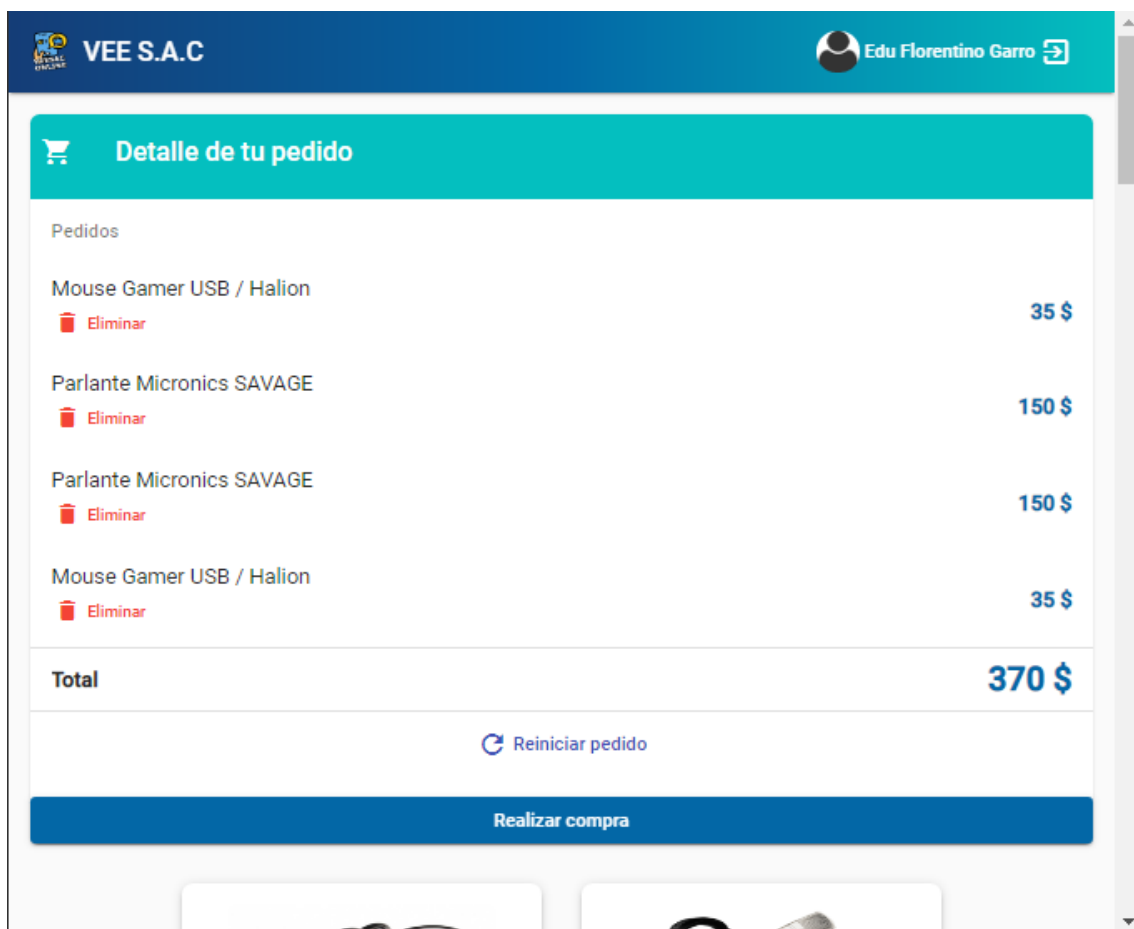 VEE S.A.C
Edu Florentino Garro
Detalle de tu pedido
Pedidos
Mouse Gamer USB / Halion
Eliminar
35 $
Parlante Micronics SAVAGE
Eliminar
150 $
Parlante Micronics SAVAGE
Eliminar
150 $
Mouse Gamer USB / Halion
Eliminar
35 $
Total
370 $
Reiniciar pedido
Realizar compra